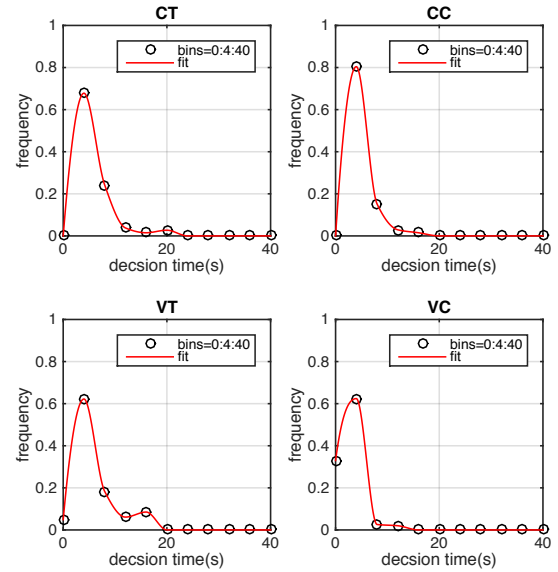 CT
bins=0:4:40
fit
1
0.8
0.6
0.4
0.2
0
frequency
0 20 40
decsion time(s)
CC
bins=0:4:40
fit
1
0.8
0.6
0.4
0.2
0
frequency
0 20 40
decsion time(s)
VT
bins=0:4:40
fit
1
0.8
0.6
0.4
0.2
0
frequency
0 20 40
decsion time(s)
VC
bins=0:4:40
fit
1
0.8
0.6
0.4
0.2
0
frequency
0 20 40
decsion time(s)